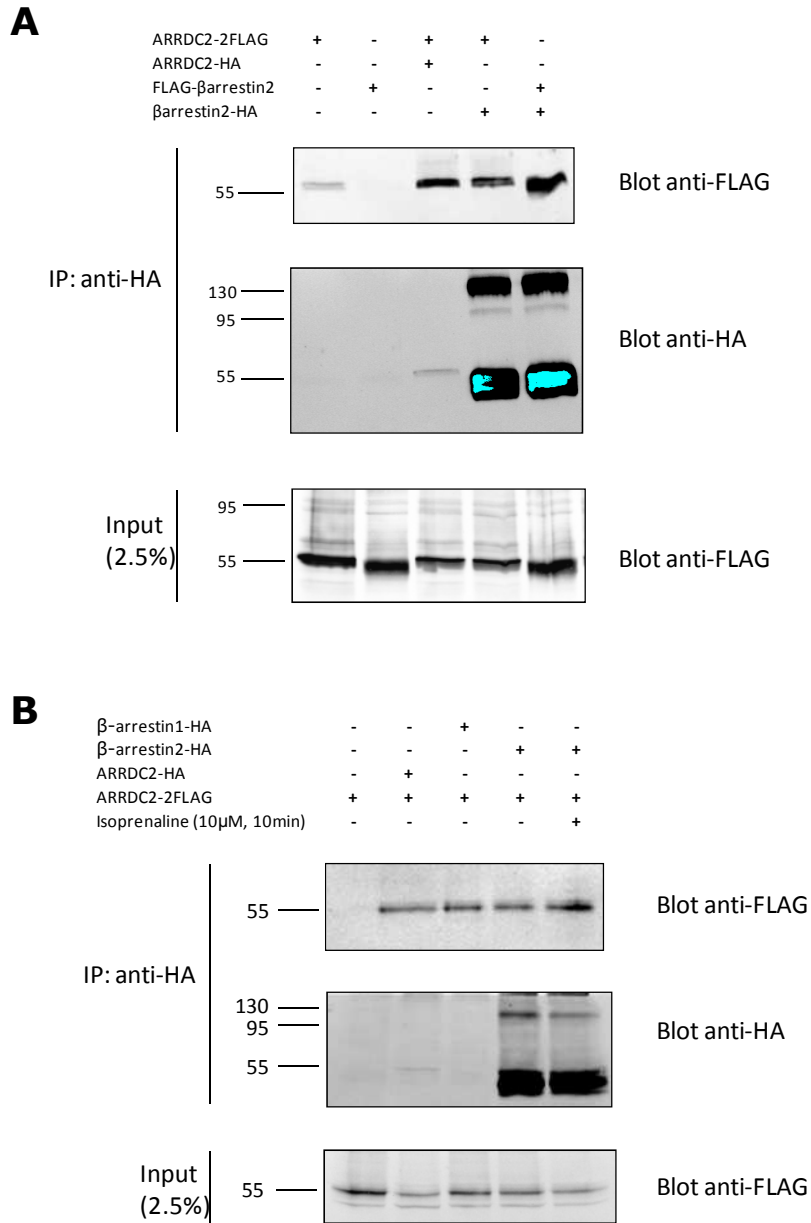 A
ARRDC2-2FLAG + - + + -
ARRDC2-HA - - + - -
FLAG-βarrestin2 - + - - +
βarrestin2-HA - - - + +
55
Blot anti-FLAG
IP: anti-HA
130
95
55
Blot anti-HA
Input
(2.5%)
95
55
Blot anti-FLAG
B
β-arrestin1-HA - - + - -
β-arrestin2-HA - - - + +
ARRDC2-HA - + - - -
ARRDC2-2FLAG + + + + +
Isoprenaline (10μM, 10min) - - - - +
55
Blot anti-FLAG
IP: anti-HA
130
95
55
Blot anti-HA
Input
(2.5%)
55
Blot anti-FLAG